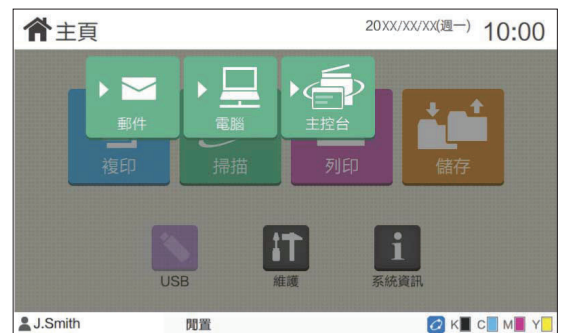 主頁
20XX/XX/XX(週一) 10:00
郵件 電腦 主控台
複印 掃描 列印 儲存
USB 維護 系統資訊
J.Smith 閒置 K C M Y